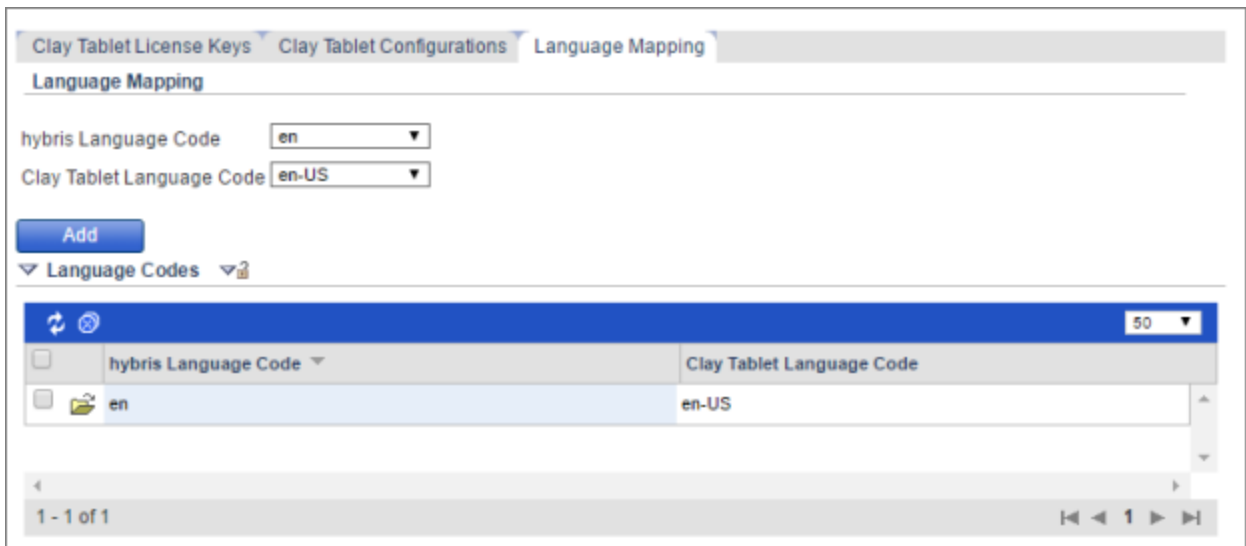 Clay Tablet License Keys Clay Tablet Configurations Language Mapping
Language Mapping
hybris Language Code en
Clay Tablet Language Code en-US
Add
Language Codes
50
hybris Language Code Clay Tablet Language Code
en en-US
1 - 1 of 1 1